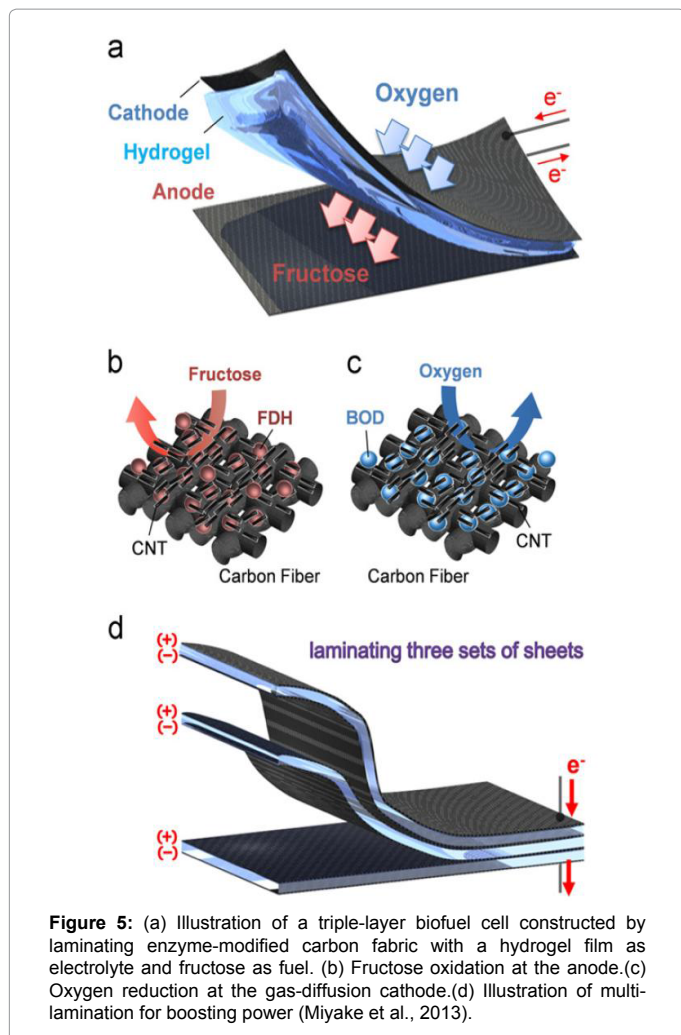 a
Cathode
Oxygen
e-
Hydrogel
e-
Anode
Fructose
b
c
Fructose
Oxygen
FDH
BOD
CNT
CNT
Carbon Fiber
Carbon Fiber
d
(+)
(−)
laminating three sets of sheets
(+)
(−)
e-
(+)
(−)
Figure 5: (a) Illustration of a triple-layer biofuel cell constructed by
laminating enzyme-modified carbon fabric with a hydrogel film as
electrolyte and fructose as fuel. (b) Fructose oxidation at the anode.(c)
Oxygen reduction at the gas-diffusion cathode.(d) Illustration of multi-
lamination for boosting power (Miyake et al., 2013).